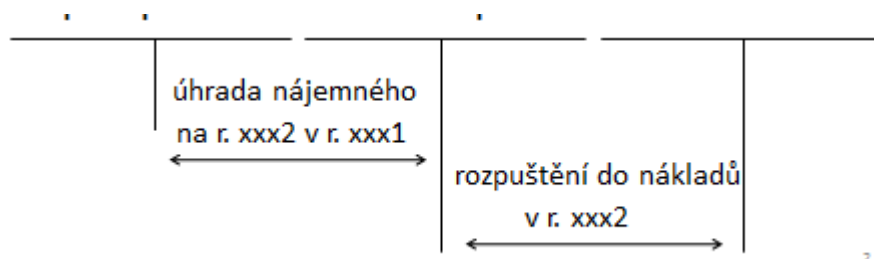 úhrada nájemného
na r. xxx2 v r. xxx1
rozpuštění do nákladů
v r. xxx2